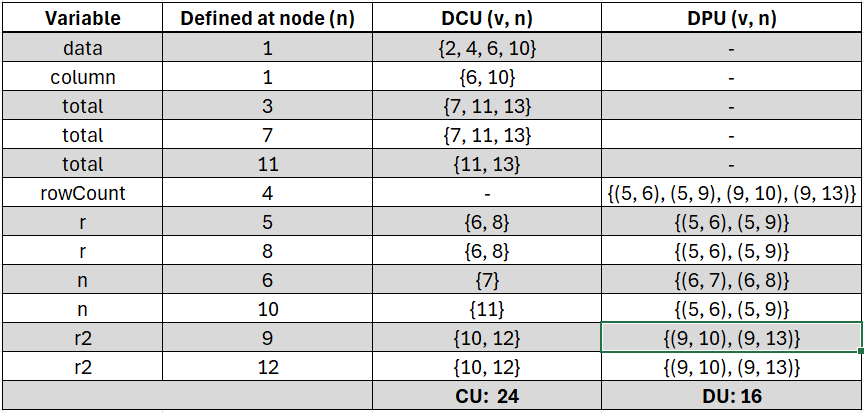 Variable Defined at node (n) DCU (v, n) DPU (v, n)
data 1 {2, 4, 6, 10} -
column 1 {6, 10} -
total 3 {7, 11, 13} -
total 7 {7, 11, 13} -
total 11 {11, 13} -
rowCount 4 - {(5, 6), (5, 9), (9, 10), (9, 13)}
r 5 {6, 8} {(5, 6), (5, 9)}
r 8 {6, 8} {(5, 6), (5, 9)}
n 6 {7} {(6, 7), (6, 8)}
n 10 {11} {(5, 6), (5, 9)}
r2 9 {10, 12} {(9, 10), (9, 13)}
r2 12 {10, 12} {(9, 10), (9, 13)}
CU: 24 DU: 16